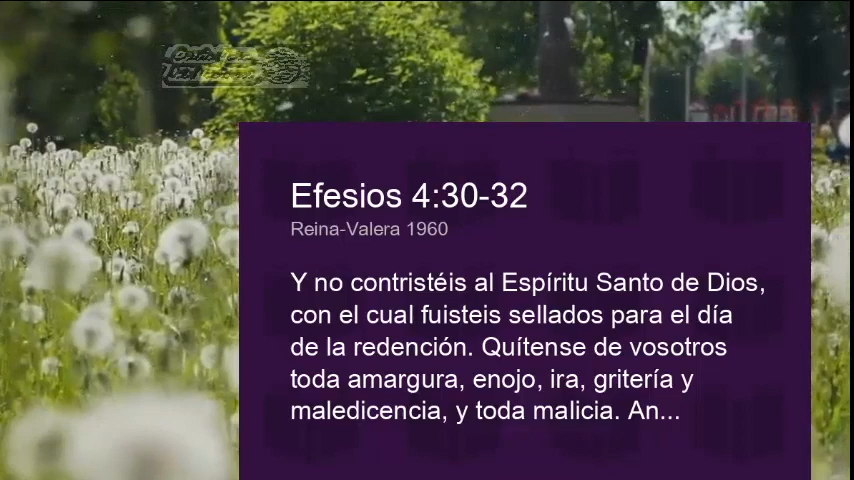 Efesios 4:30-32
Reina-Valera 1960
Y no contristéis al Espíritu Santo de Dios,
con el cual fuisteis sellados para el día
de la redención. Quítense de vosotros
toda amargura, enojo, ira, gritería y
maledicencia, y toda malicia. An...